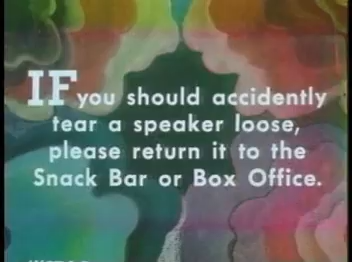 IF you should accidently
tear a speaker loose,
please return it to the
Snack Bar or Box Office.